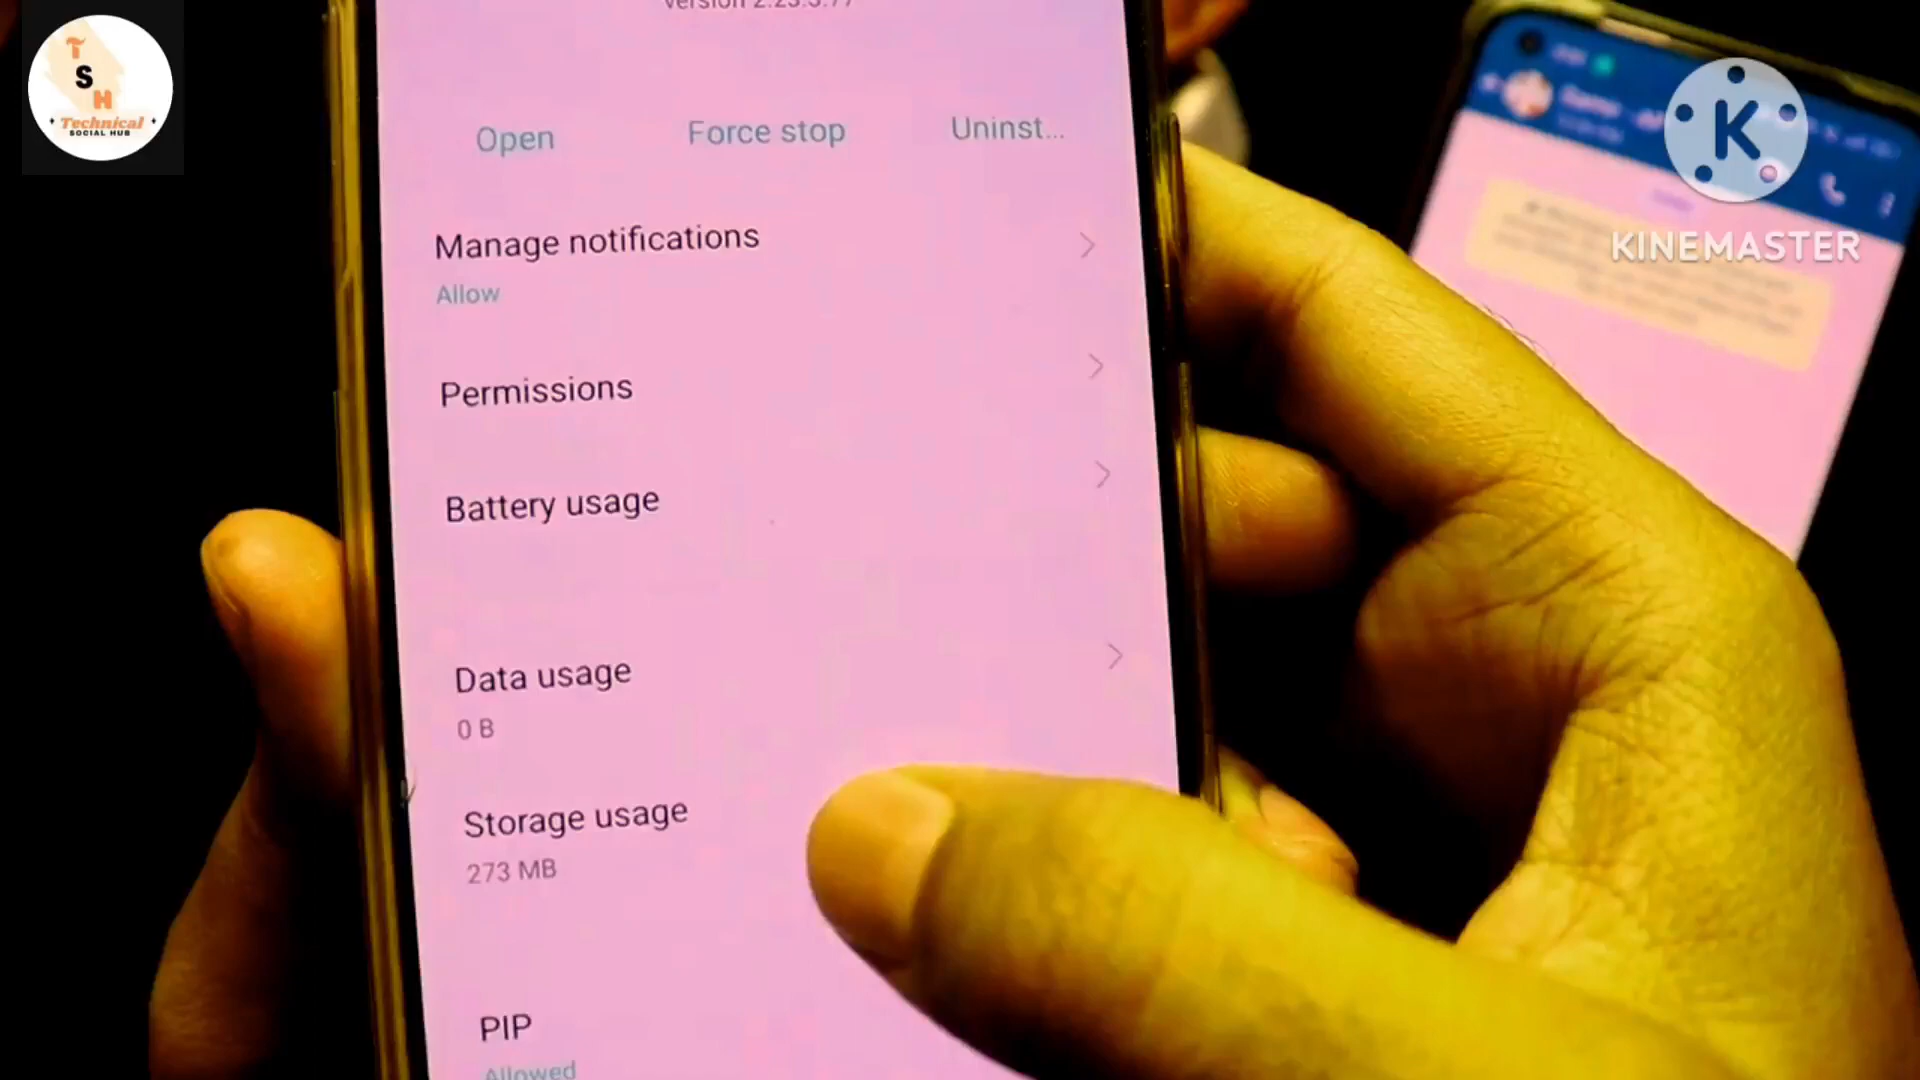 T
S
H
Technical
SOCIAL HUB
Open
Force stop
Uninst...
Manage notifications
Allow
Permissions
Battery usage
Data usage
0 B
Storage usage
273 MB
PIP
Allowed
K
KINEMASTER